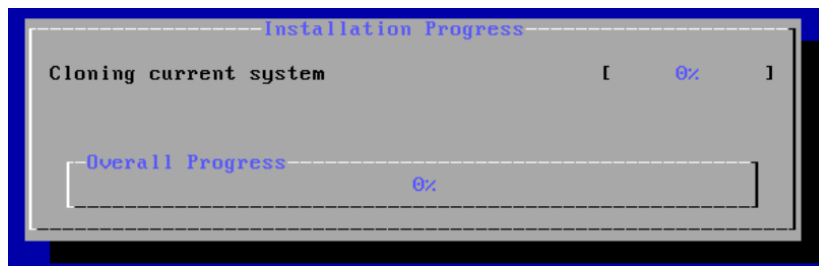 Installation Progress
Cloning current system [ 0% ]
Overall Progress
0%